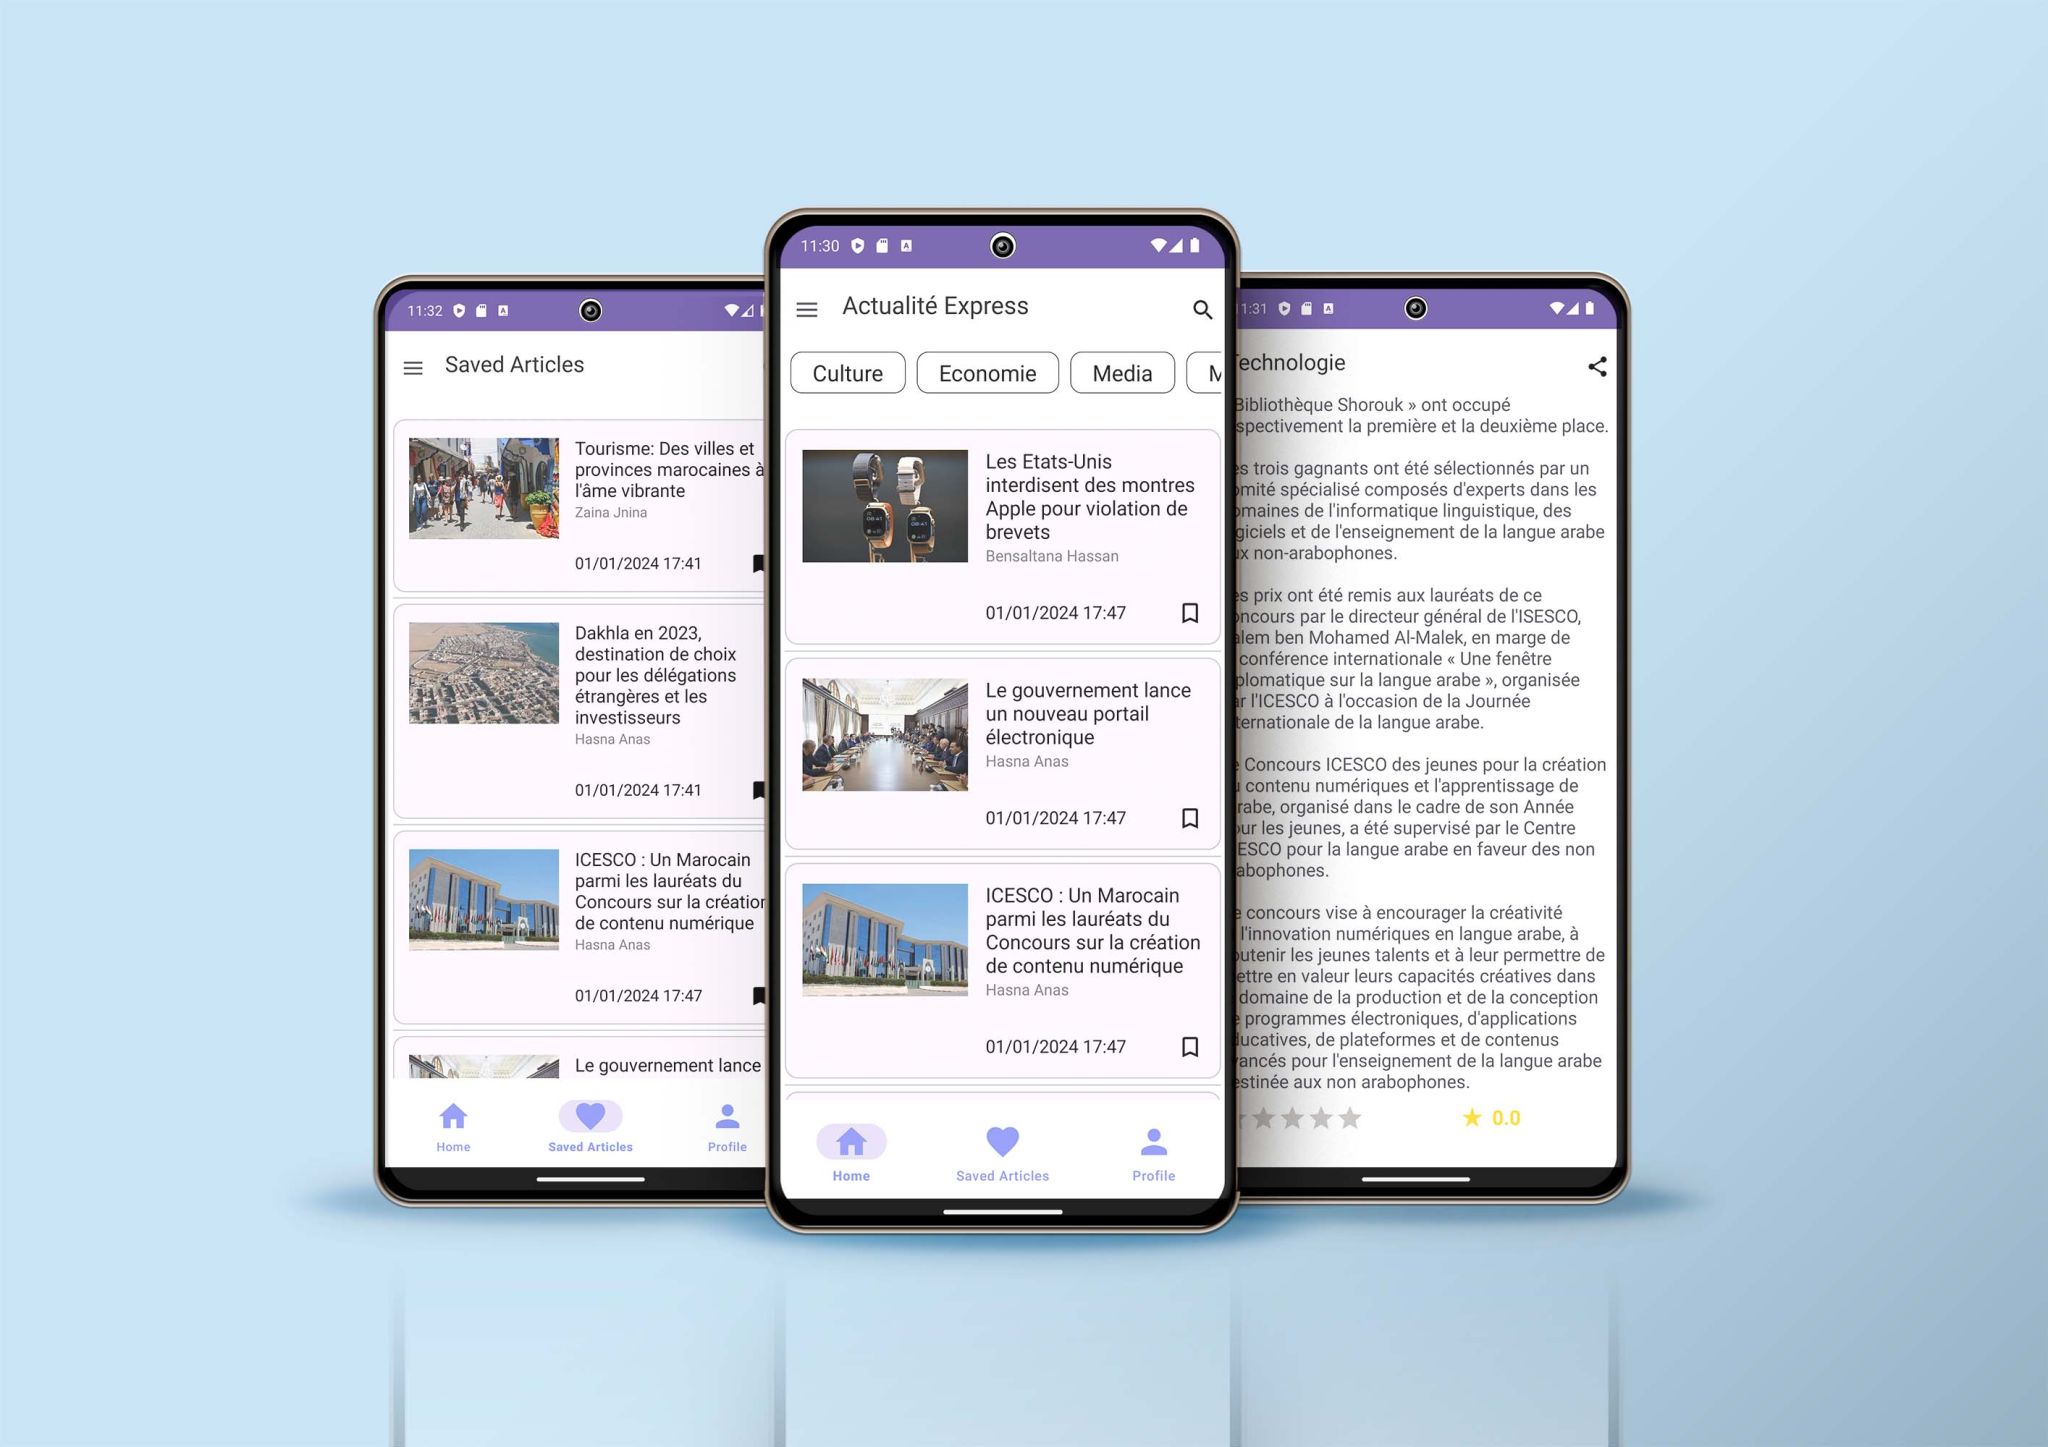 11:32
Saved Articles
Tourisme: Des villes et
provinces marocaines à
l'âme vibrante
Zaina Jnina
01/01/2024 17:41
Dakhla en 2023,
destination de choix
pour les délégations
étrangères et les
investisseurs
Hasna Anas
01/01/2024 17:41
ICESCO : Un Marocain
parmi les lauréats du
Concours sur la création
de contenu numérique
Hasna Anas
01/01/2024 17:47
Le gouvernement lance
Home
Saved Articles
Profile
11:30
Actualité Express
Culture
Economie
Media
M
Les Etats-Unis
interdisent des montres
Apple pour violation de
brevets
Bensaltana Hassan
01/01/2024 17:47
Le gouvernement lance
un nouveau portail
électronique
Hasna Anas
01/01/2024 17:47
ICESCO : Un Marocain
parmi les lauréats du
Concours sur la création
de contenu numérique
Hasna Anas
01/01/2024 17:47
Home
Saved Articles
Profile
1:31
echnologie
Bibliothèque Shorouk » ont occupé
spectivement la première et la deuxième place.
es trois gagnants ont été sélectionnés par un
omité spécialisé composés d'experts dans les
omaines de l'informatique linguistique, des
giciels et de l'enseignement de la langue arabe
ux non-arabophones.
es prix ont été remis aux lauréats de ce
oncours par le directeur général de l'ISESCO,
alem ben Mohamed Al-Malek, en marge de
conférence internationale « Une fenêtre
plomatique sur la langue arabe », organisée
ar l'ICESCO à l'occasion de la Journée
ternationale de la langue arabe.
e Concours ICESCO des jeunes pour la création
u contenu numériques et l'apprentissage de
rabe, organisé dans le cadre de son Année
our les jeunes, a été supervisé par le Centre
ESCO pour la langue arabe en faveur des non
abophones.
e concours vise à encourager la créativité
l'innovation numériques en langue arabe, à
outenir les jeunes talents et à leur permettre de
ettre en valeur leurs capacités créatives dans
domaine de la production et de la conception
e programmes électroniques, d'applications
ducatives, de plateformes et de contenus
vancés pour l'enseignement de la langue arabe
estinée aux non arabophones.
0.0